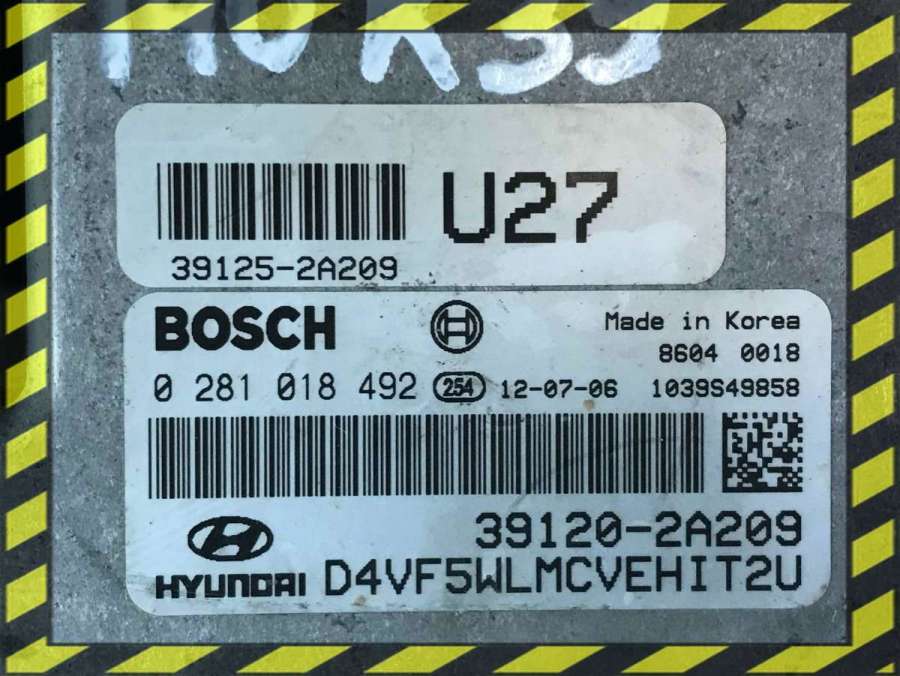 U27
39125-2A209
BOSCH
Made in Korea
8604 0018
0 281 018 492 254 12-07-06 1039S49858
39120-2A209
HYUNDAI D4VF5WLMCVEHIT2U